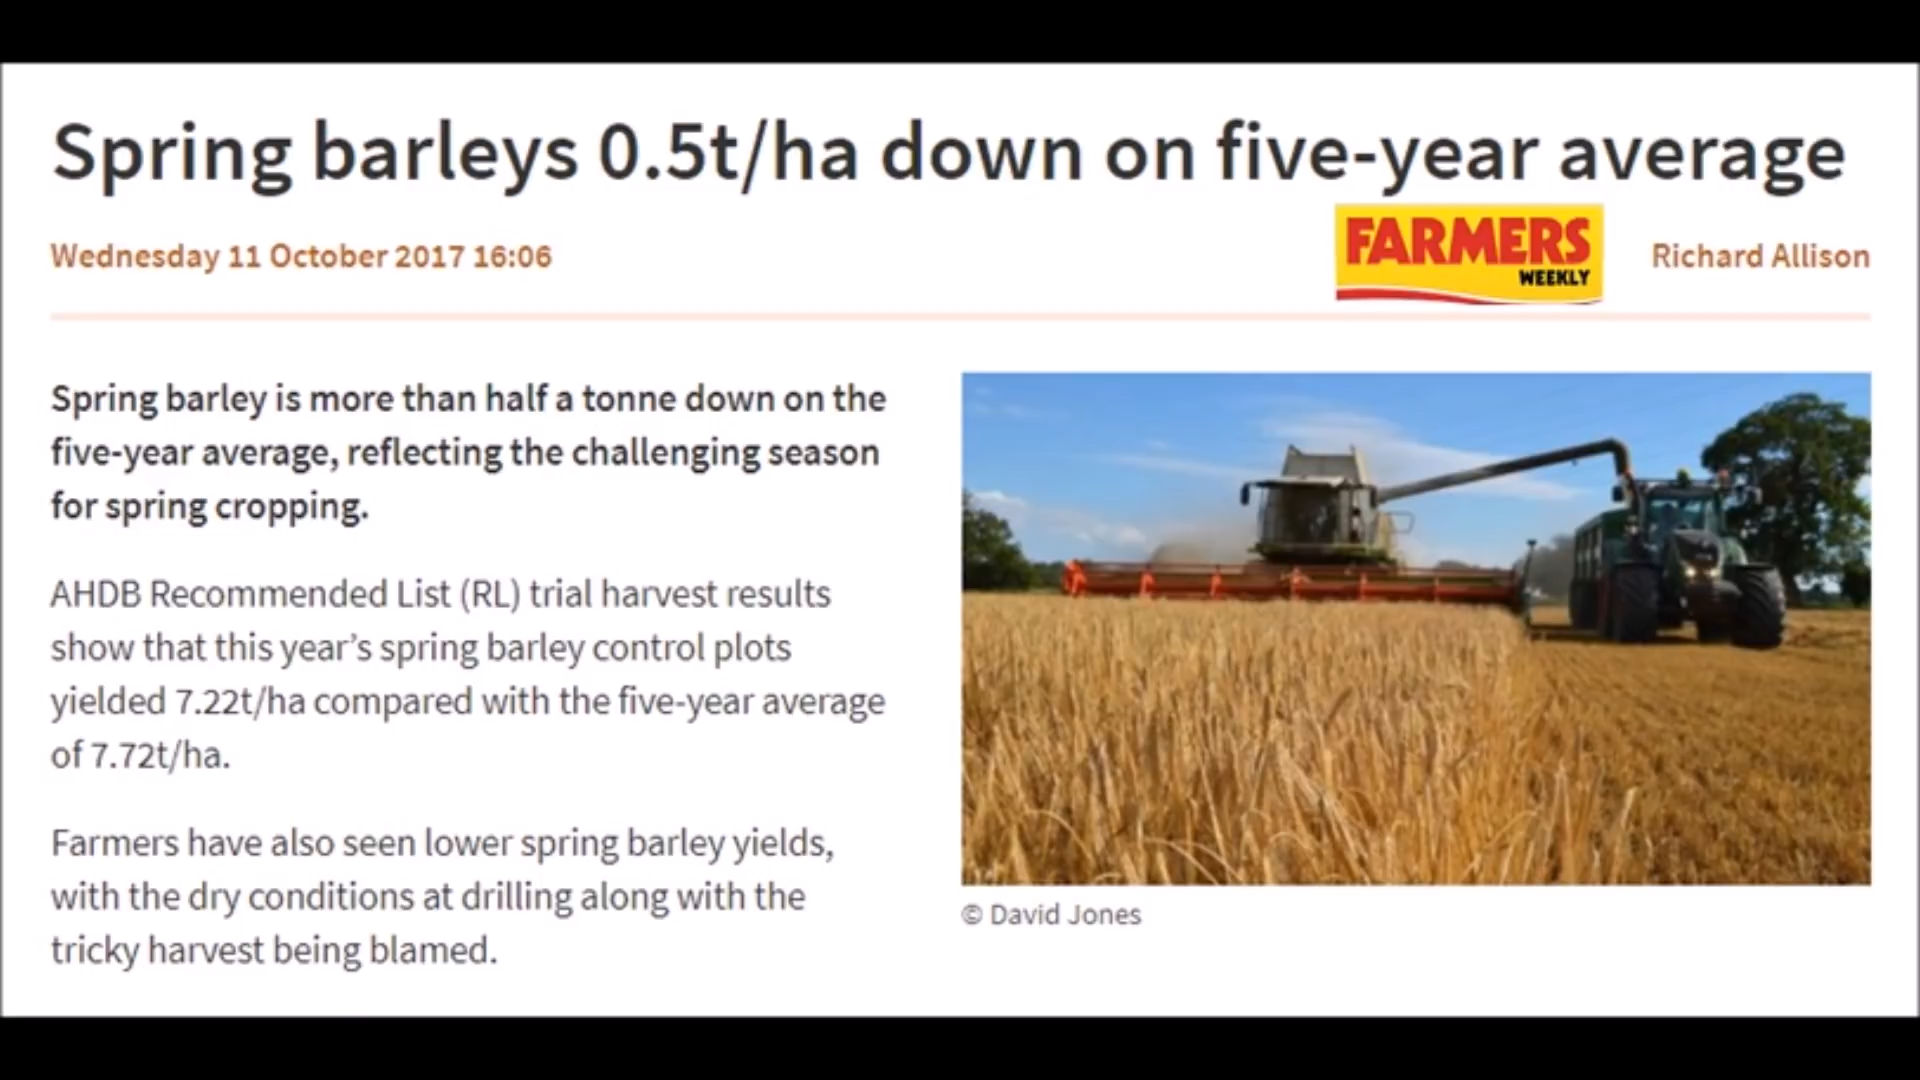 Spring barleys 0.5t/ha down on five-year average
Wednesday 11 October 2017 16:06
FARMERS
WEEKLY
Richard Allison
Spring barley is more than half a tonne down on the
five-year average, reflecting the challenging season
for spring cropping.
AHDB Recommended List (RL) trial harvest results
show that this year’s spring barley control plots
yielded 7.22t/ha compared with the five-year average
of 7.72t/ha.
Farmers have also seen lower spring barley yields,
with the dry conditions at drilling along with the
tricky harvest being blamed.
© David Jones